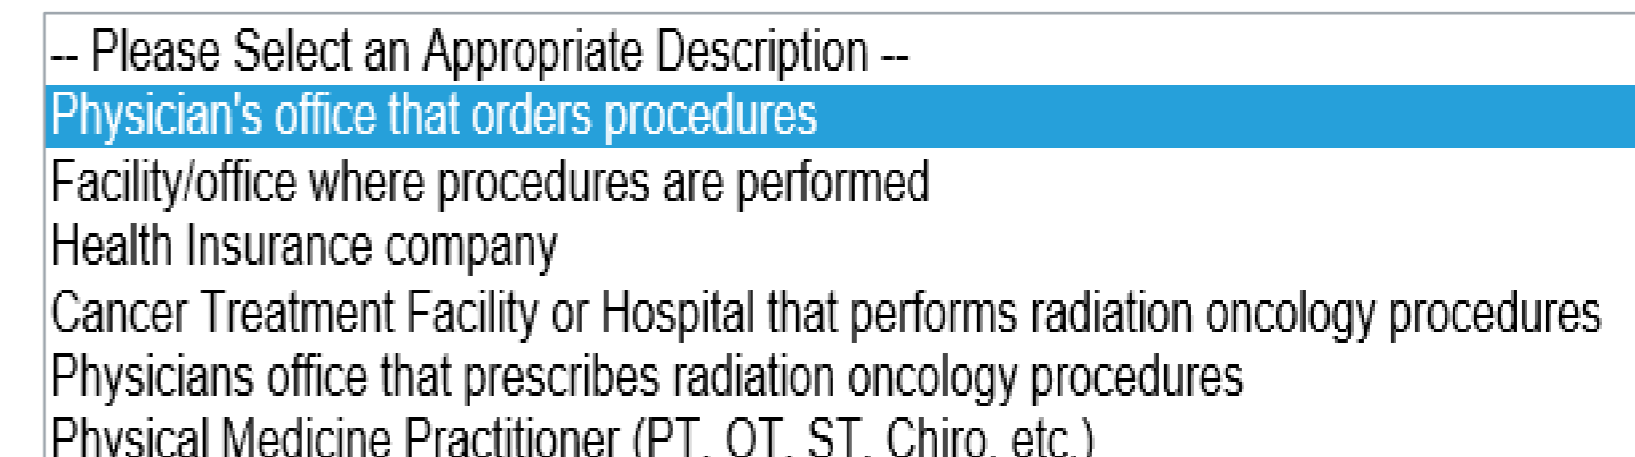 -- Please Select an Appropriate Description --
Physician's office that orders procedures
Facility/office where procedures are performed
Health Insurance company
Cancer Treatment Facility or Hospital that performs radiation oncology procedures
Physicians office that prescribes radiation oncology procedures
Physical Medicine Practitioner (PT, OT, ST, Chiro, etc.)